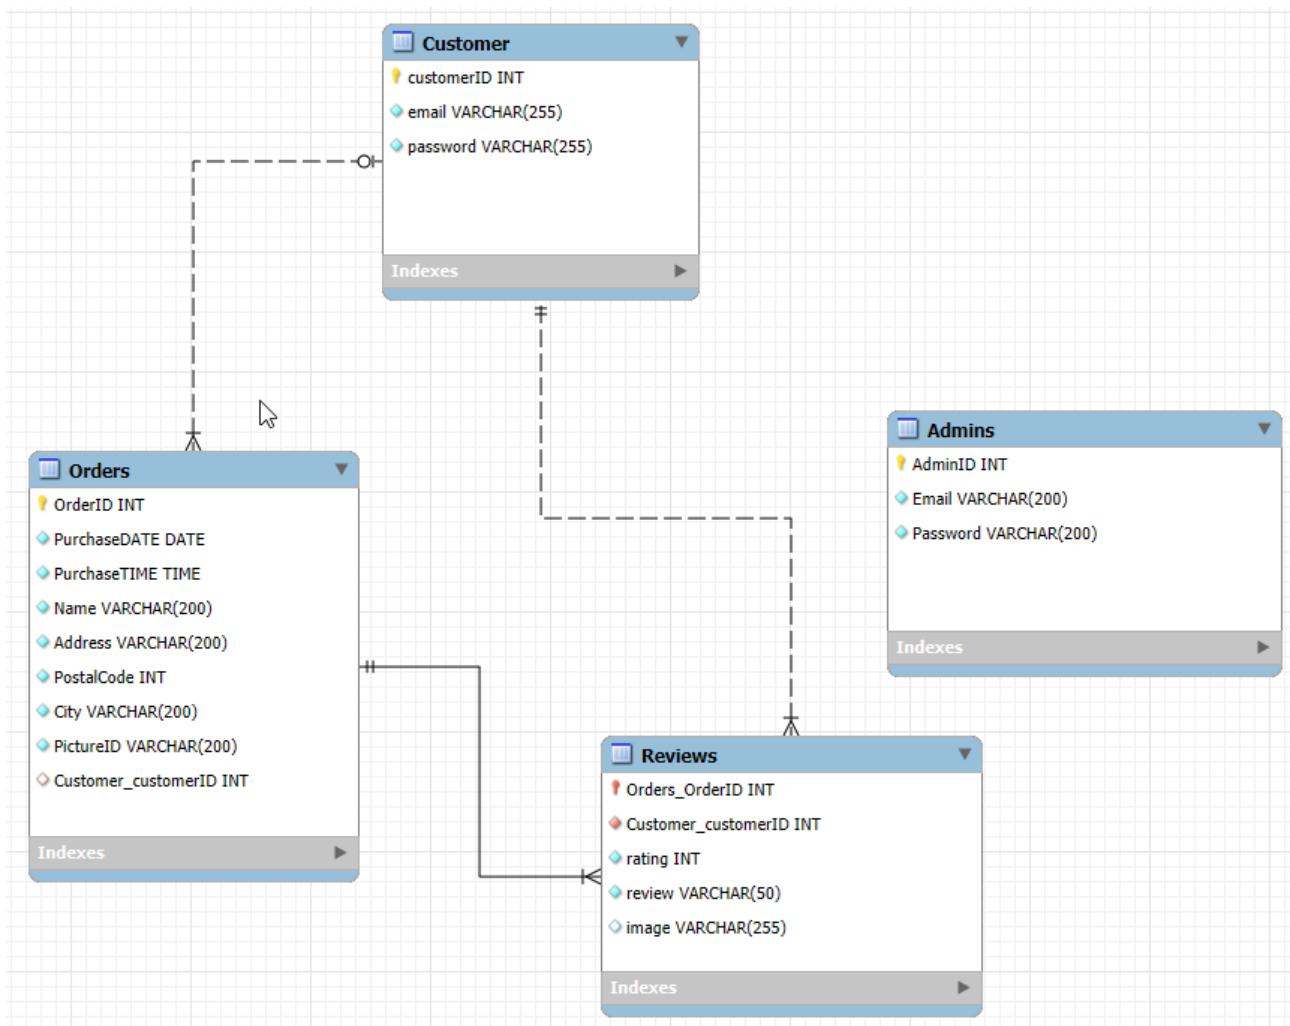 Customer
customerID INT
email VARCHAR(255)
password VARCHAR(255)
Indexes
Orders
OrderID INT
PurchaseDATE DATE
PurchaseTIME TIME
Name VARCHAR(200)
Address VARCHAR(200)
PostalCode INT
City VARCHAR(200)
PictureID VARCHAR(200)
Customer_customerID INT
Indexes
Admins
AdminID INT
Email VARCHAR(200)
Password VARCHAR(200)
Indexes
Reviews
Orders_OrderID INT
Customer_customerID INT
rating INT
review VARCHAR(50)
image VARCHAR(255)
Indexes